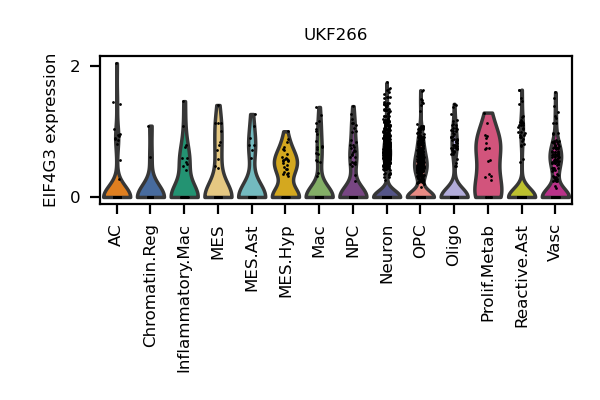 UKF266
EIF4G3 expression
2
0
AC
Chromatin.Reg
Inflammatory.Mac
MES
MES.Ast
MES.Hyp
Mac
NPC
Neuron
OPC
Oligo
Prolif.Metab
Reactive.Ast
Vasc